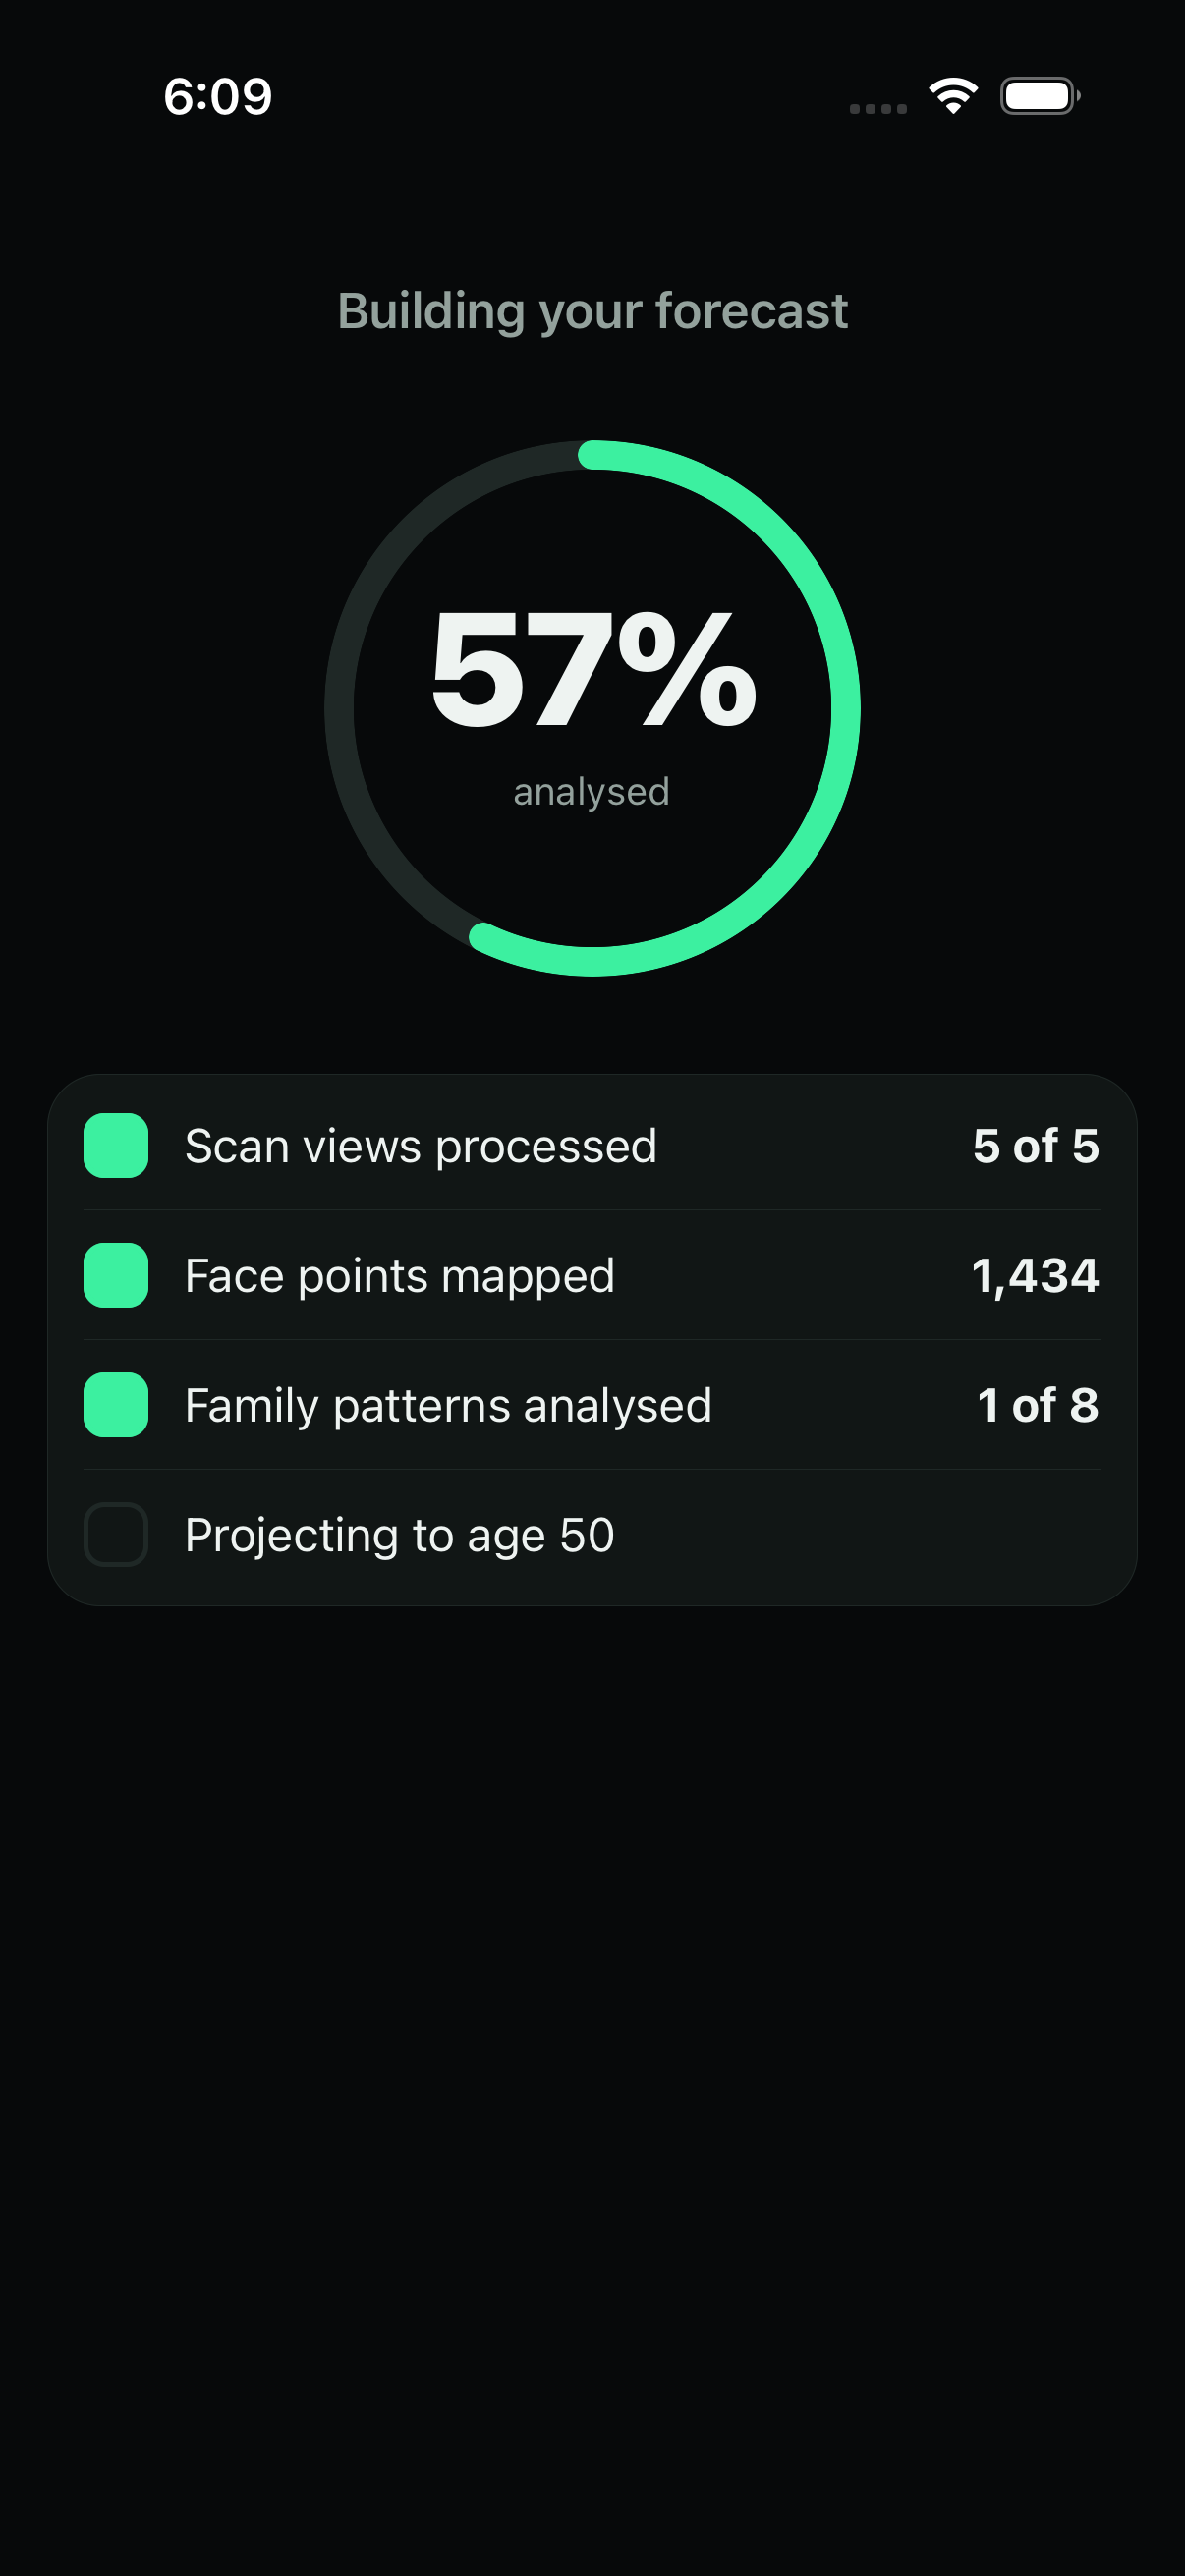 6:09
Building your forecast
57%
analysed
Scan views processed 5 of 5
Face points mapped 1,434
Family patterns analysed 1 of 8
Projecting to age 50